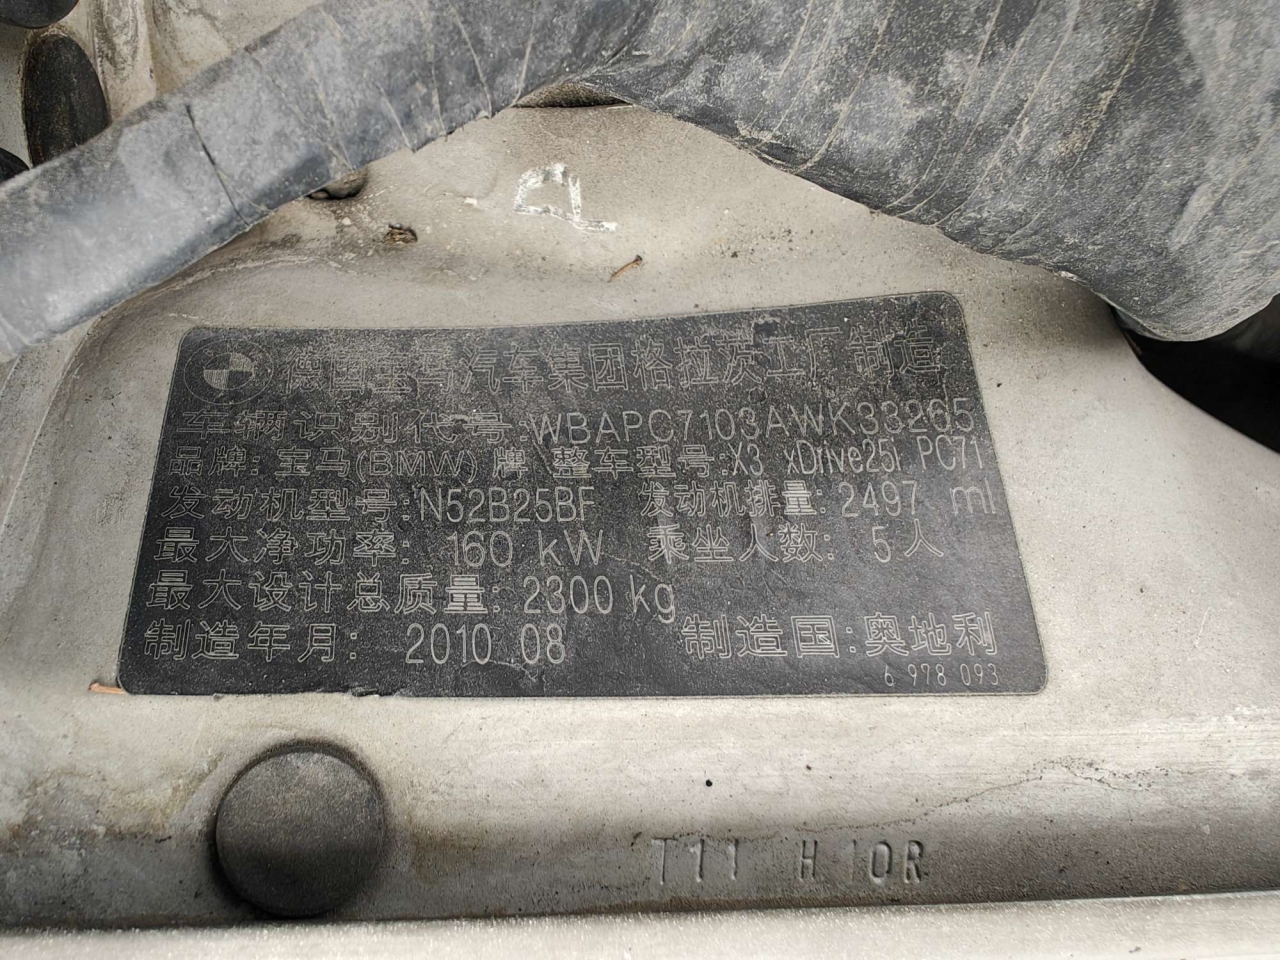 德国宝马汽车集团格拉茨工厂制造
车辆识别代号:WBAPC7103AWK33265
品牌:宝马(BMW)牌 整车型号:X3 xDrive25i PC71
发动机型号:N52B25BF 发动机排量:2497 ml
最大净功率: 160 kW 乘坐人数: 5人
最大设计总质量: 2300 kg
制造年月: 2010 08 制造国:奥地利
6 978 093
T11 H10R